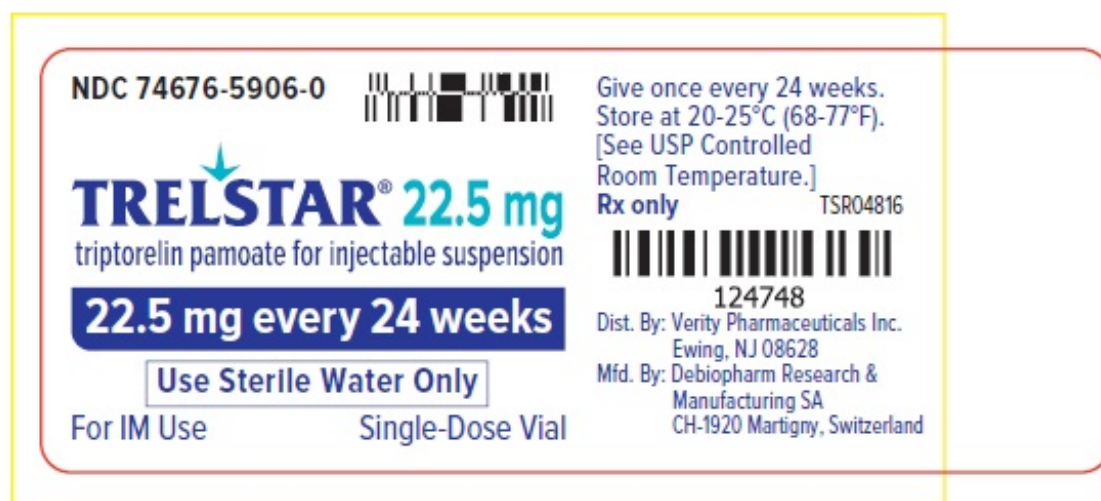 NDC 74676-5906-0
TRELSTAR® 22.5 mg
triptorelin pamoate for injectable suspension
22.5 mg every 24 weeks
Use Sterile Water Only
For IM Use Single-Dose Vial
Give once every 24 weeks.
Store at 20-25°C (68-77°F).
[See USP Controlled
Room Temperature.]
Rx only TSR04816
124748
Dist. By: Verity Pharmaceuticals Inc.
Ewing, NJ 08628
Mfd. By: Debiopharm Research &
Manufacturing SA
CH-1920 Martigny, Switzerland